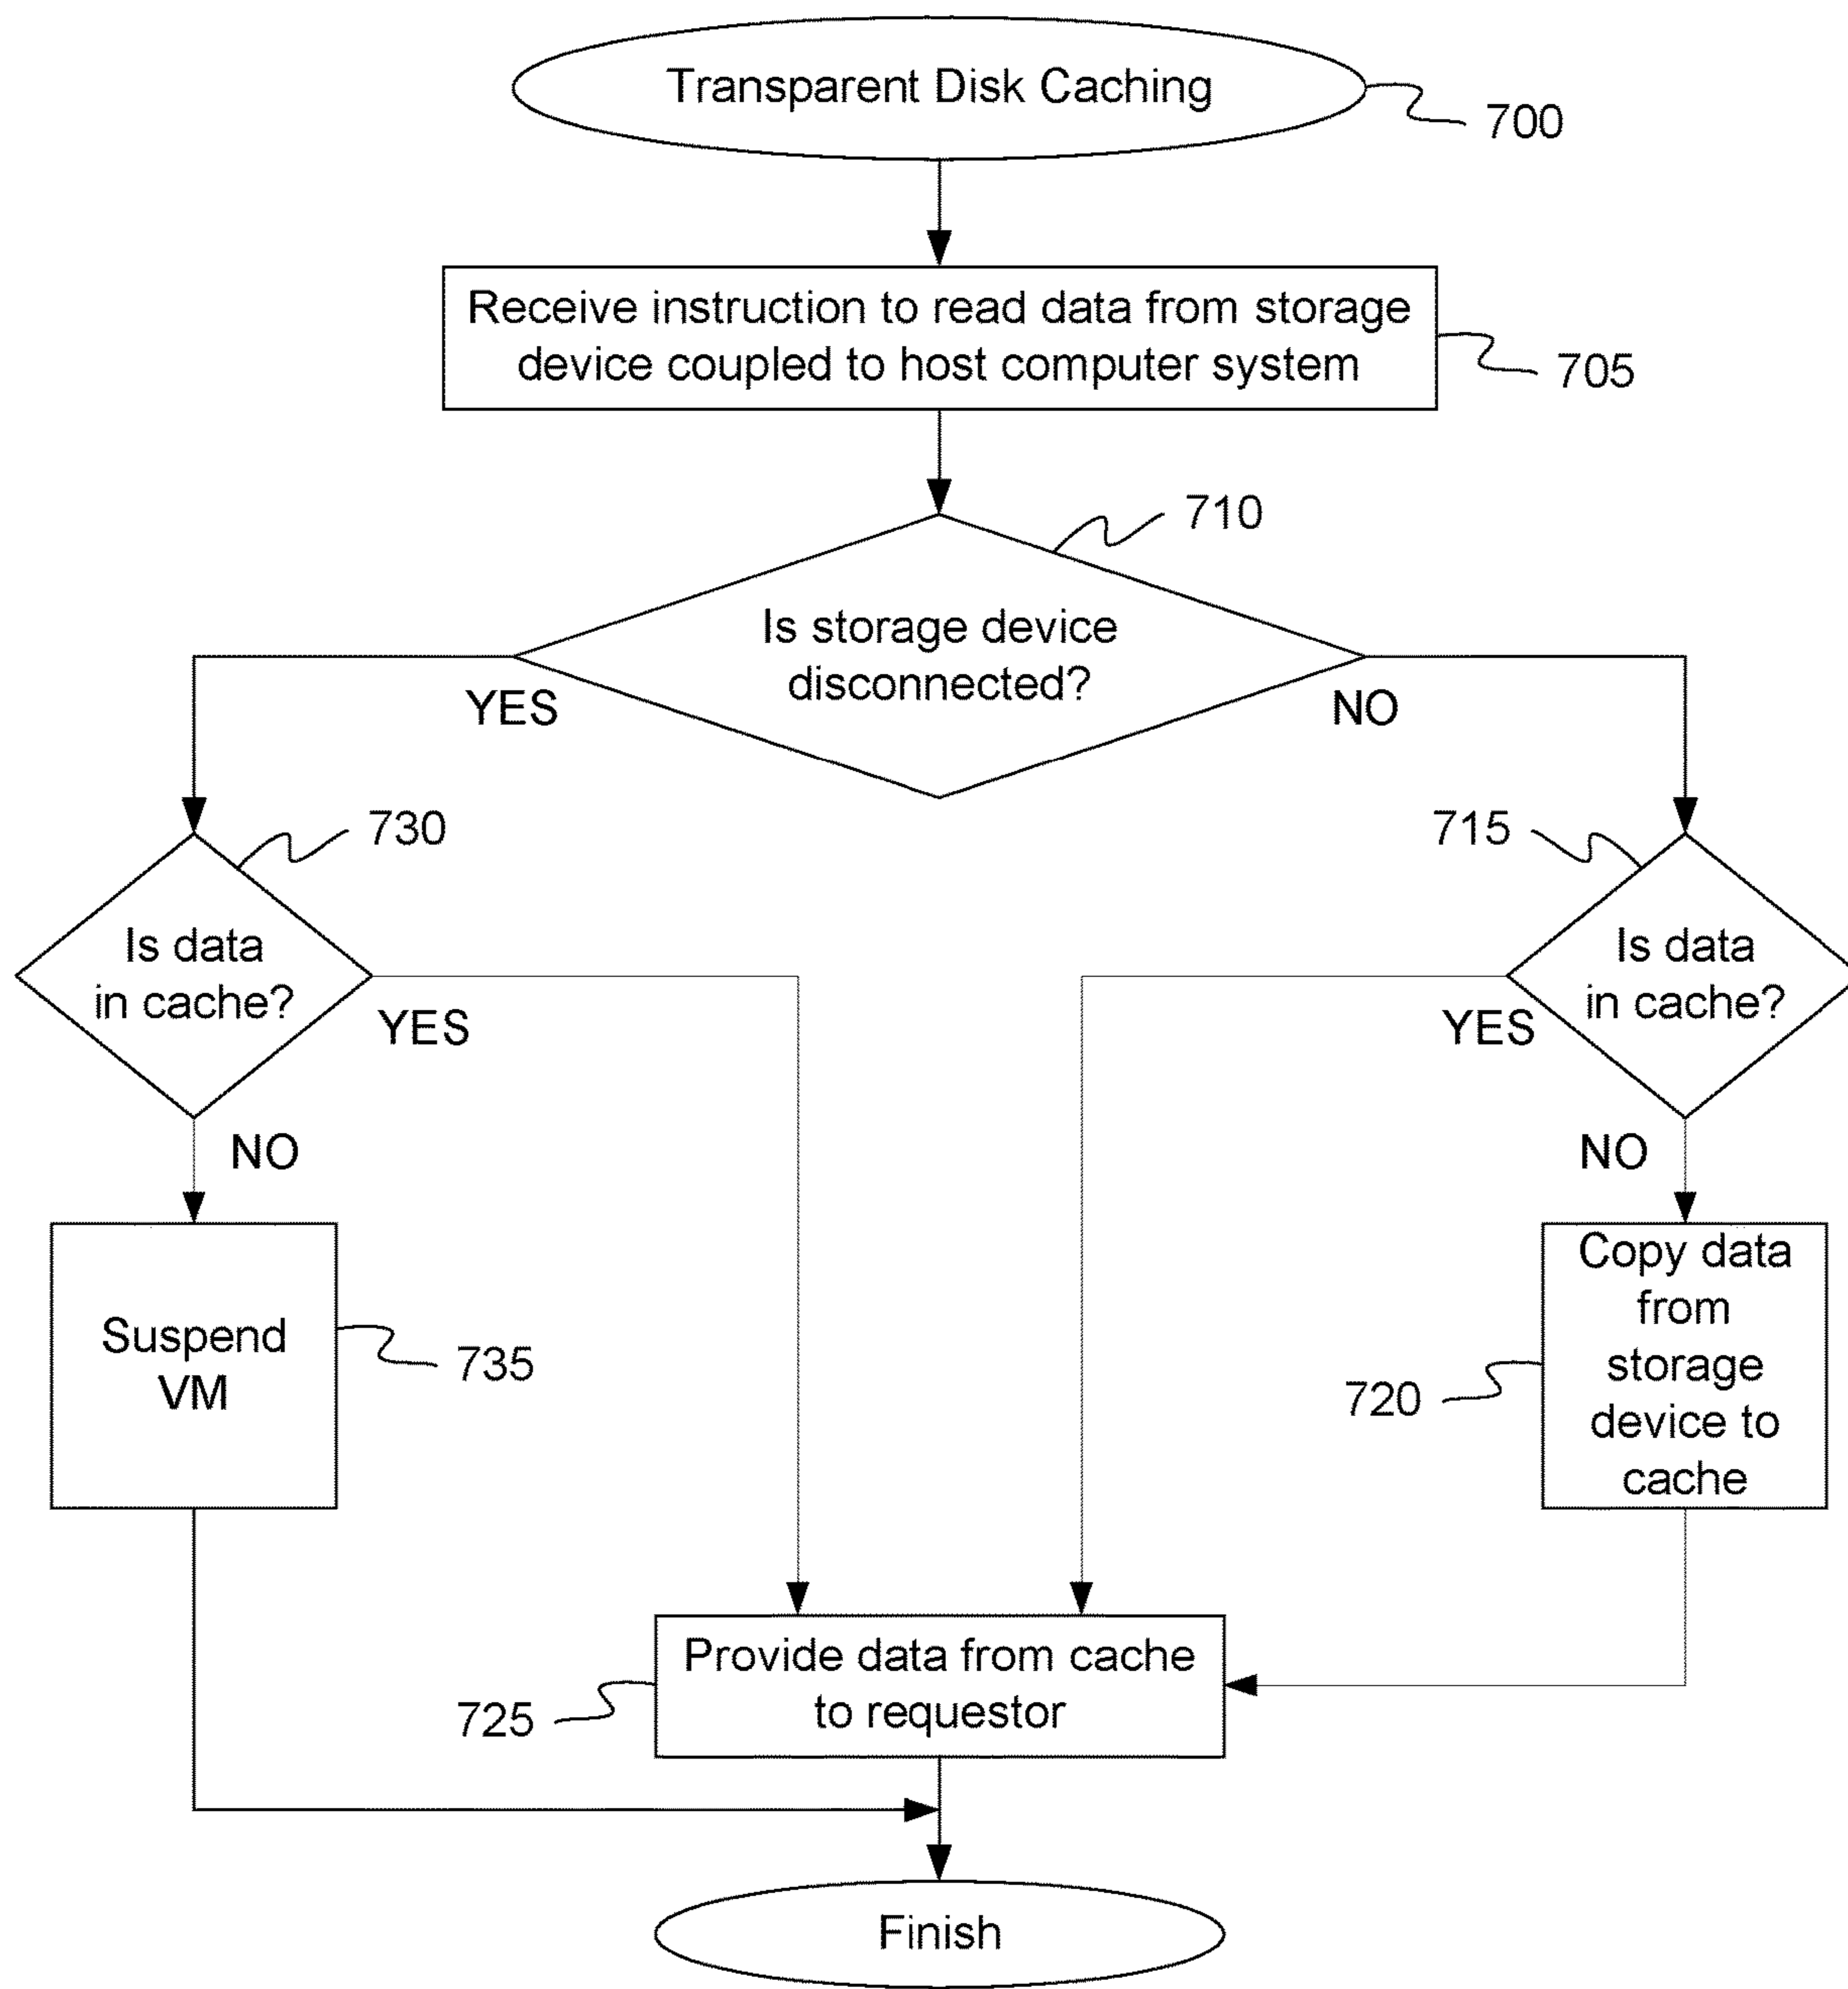 Transparent Disk Caching
700
Receive instruction to read data from storage
device coupled to host computer system
705
710
Is storage device
disconnected?
YES
NO
730
715
Is data
in cache?
YES
Is data
in cache?
YES
NO
NO
Suspend
VM
735
Copy data
from
storage
device to
cache
720
Provide data from cache
to requestor
725
Finish